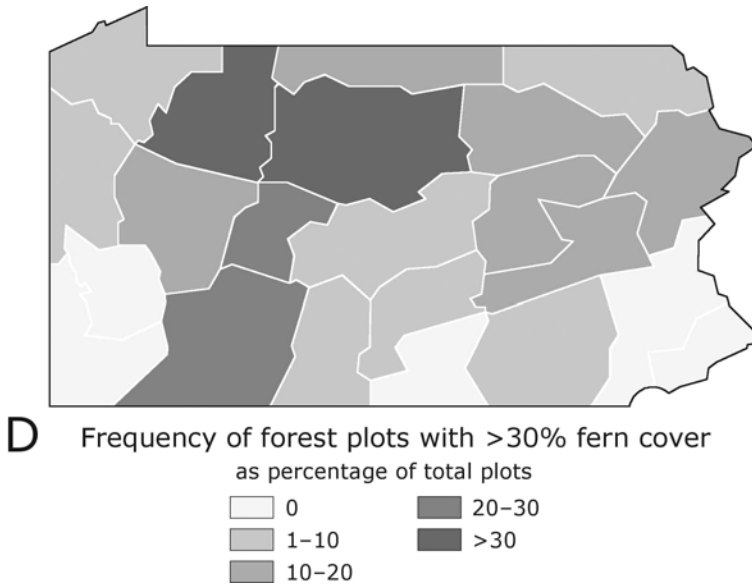 D Frequency of forest plots with >30% fern cover
as percentage of total plots
0
1–10
10–20
20–30
>30